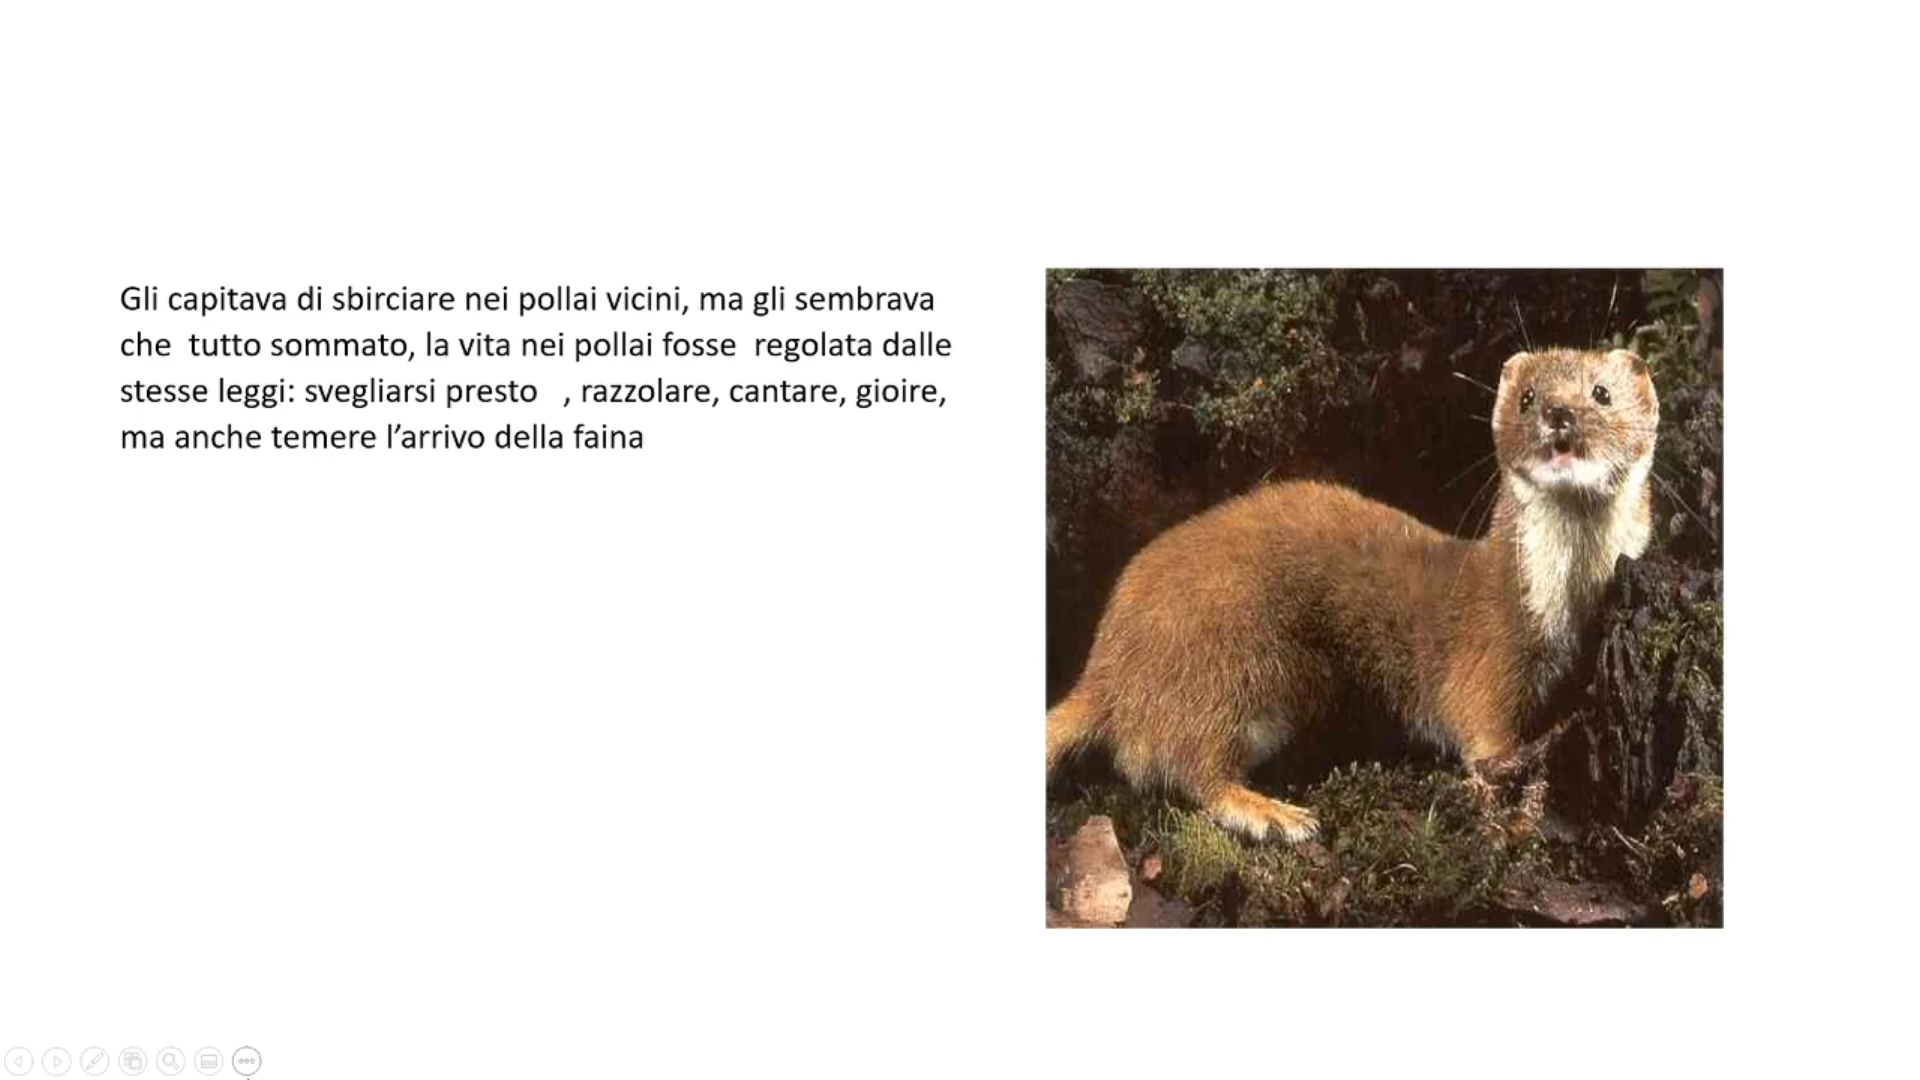 Gli capitava di sbirciare nei pollai vicini, ma gli sembrava
che  tutto sommato, la vita nei pollai fosse  regolata dalle
stesse leggi: svegliarsi presto   , razzolare, cantare, gioire,
ma anche temere l’arrivo della faina